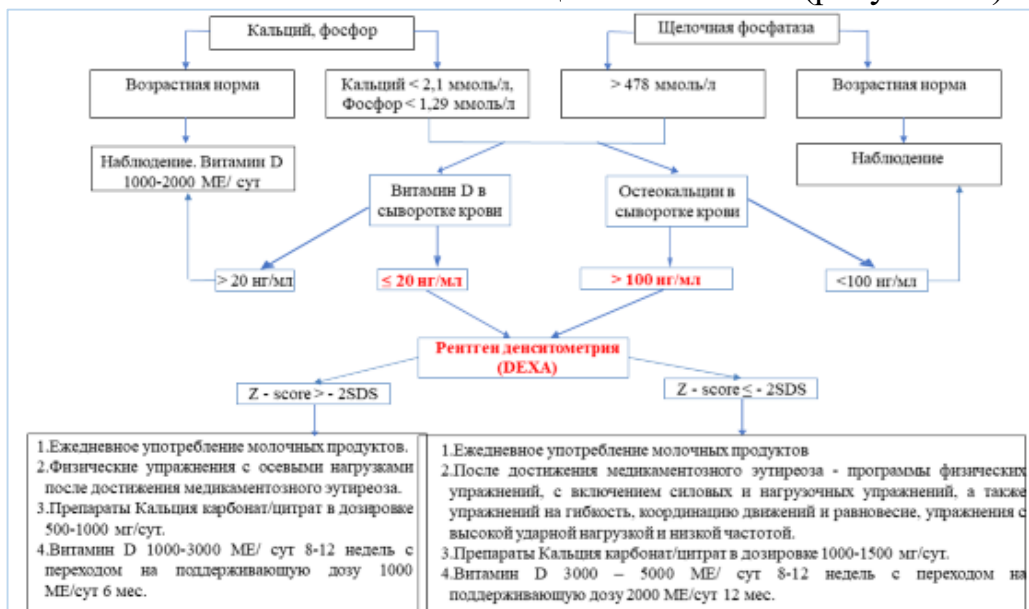 Кальций, фосфор
Щелочная фосфатаза
Возрастная норма
Кальций < 2,1 ммоль/л,
Фосфор < 1,29 ммоль/л
> 478 ммоль/л
Возрастная норма
Наблюдение. Витамин D
1000-2000 МЕ/ сут
Наблюдение
Витамин D в
сыворотке крови
Остеокальцин в
сыворотке крови
> 20 нг/мл
≤ 20 нг/мл
> 100 нг/мл
<100 нг/мл
Рентген денситометрия
(DEXA)
Z - score > - 2SDS
Z - score ≤ - 2SDS
1.Ежедневное употребление молочных продуктов.
2.Физические упражнения с осевыми нагрузками
после достижения медикаментозного эутиреоза.
3.Препараты Кальция карбонат/цитрат в дозировке
500-1000 мг/сут.
4.Витамин D 1000-3000 МЕ/ сут 8-12 недель с
переходом на поддерживающую дозу 1000
МЕ/сут 6 мес.
1.Ежедневное употребление молочных продуктов
2.После достижения медикаментозного эутиреоза - программы физических
упражнений, с включением силовых и нагрузочных упражнений, а также
упражнений на гибкость, координацию движений и равновесие, упражнения с
высокой ударной нагрузкой и низкой частотой.
3.Препараты Кальция карбонат/цитрат в дозировке 1000-1500 мг/сут.
4.Витамин D 3000 – 5000 МЕ/ сут 8-12 недель с переходом на
поддерживающую дозу 2000 МЕ/сут 12 мес.